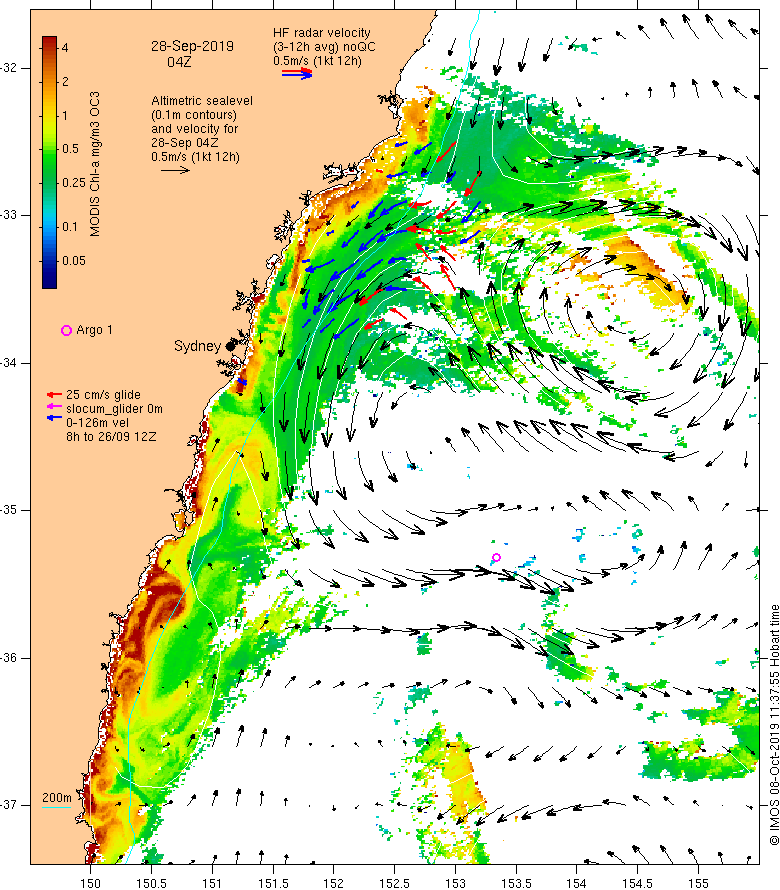 28-Sep-2019
04Z
HF radar velocity
(3-12h avg) noQC
0.5m/s (1kt 12h)
Altimetric sealevel
(0.1m contours)
and velocity for
28-Sep 04Z
0.5m/s (1kt 12h)
MODIS Chl-a mg/m3 OC3
4
2
1
0.5
0.25
0.1
0.05
Argo 1
Sydney
25 cm/s glide
slocum_glider 0m
0-126m vel
8h to 26/09 12Z
200m
-32
-33
-34
-35
-36
-37
150
150.5
151
151.5
152
152.5
153
153.5
154
154.5
155
© IMOS 08-Oct-2019 11:37:55 Hobart time